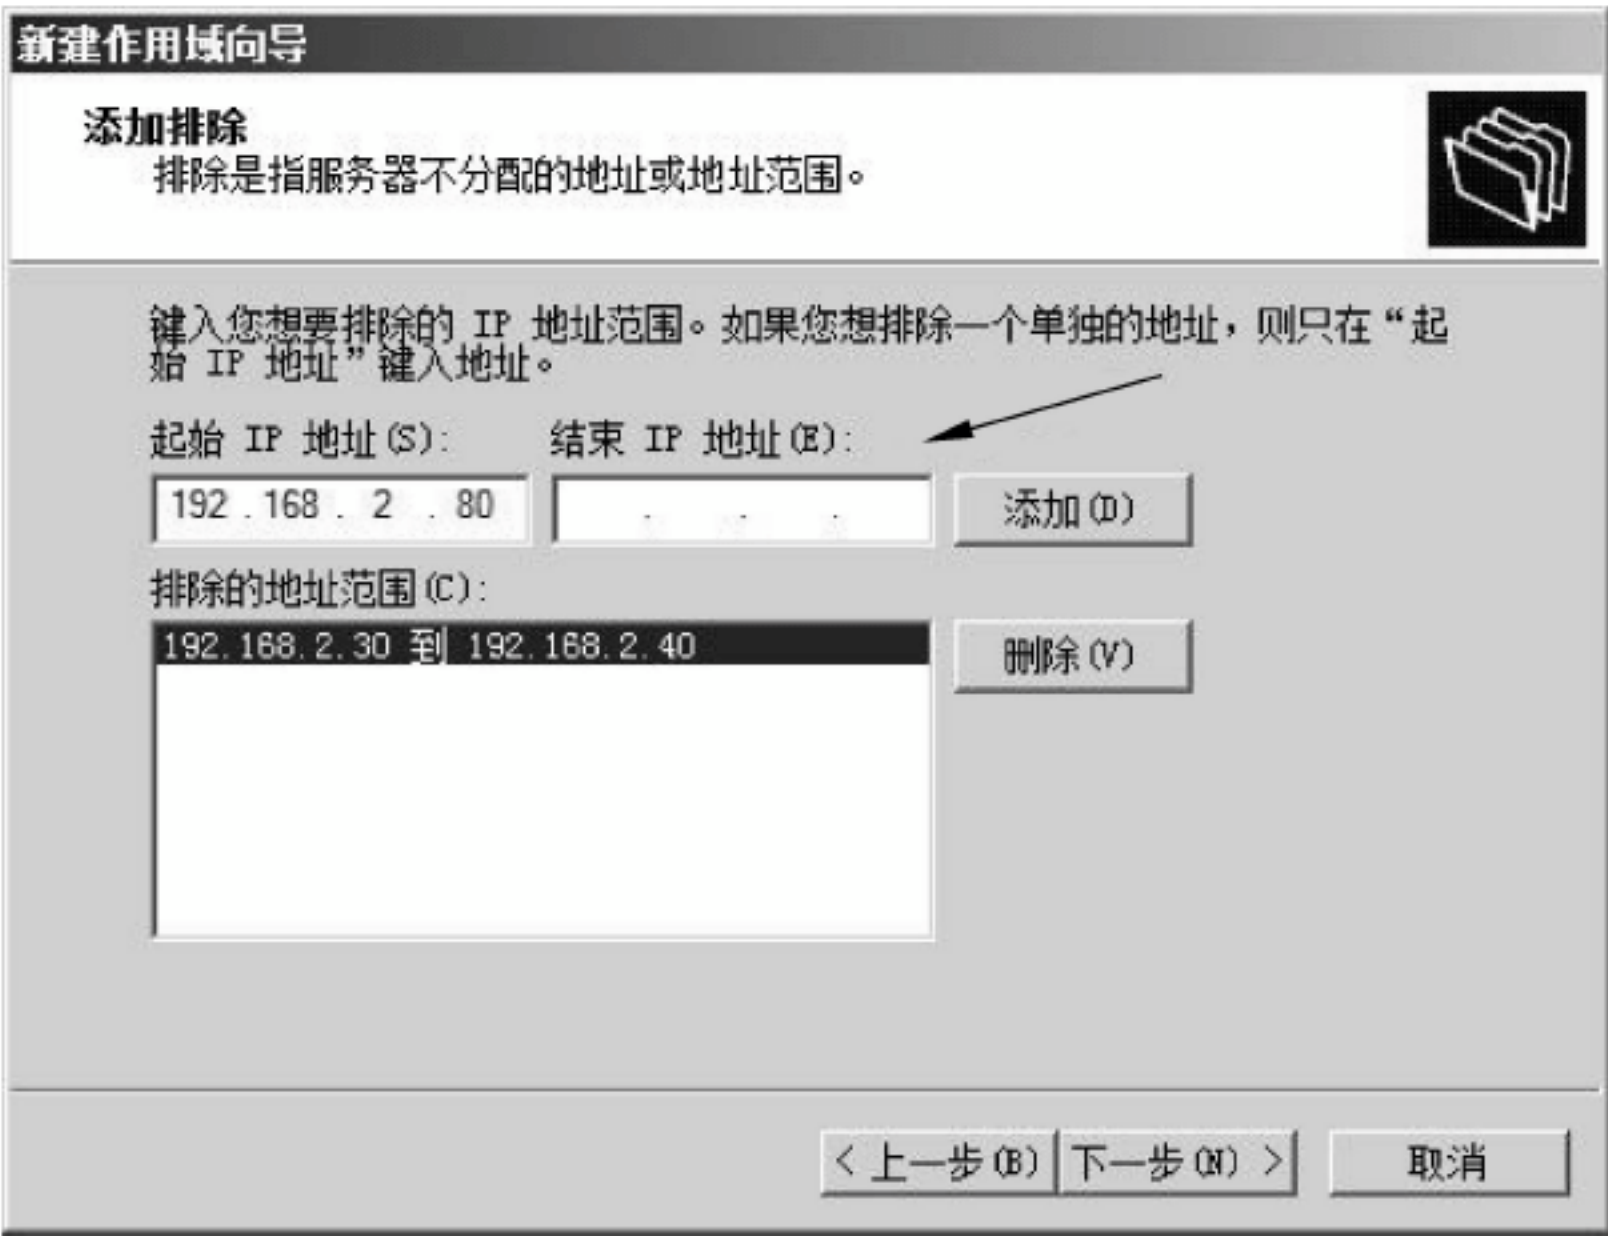 新建作用域向导
添加排除
排除是指服务器不分配的地址或地址范围。
键入您想要排除的 IP 地址范围。如果您想排除一个单独的地址，则只在“起
始 IP 地址”键入地址。
起始 IP 地址(S): 结束 IP 地址(E):
192 . 168 . 2 . 80 . . . 添加(D)
排除的地址范围(C):
192.168.2.30 到 192.168.2.40 删除(V)
< 上一步(B) 下一步(N) > 取消